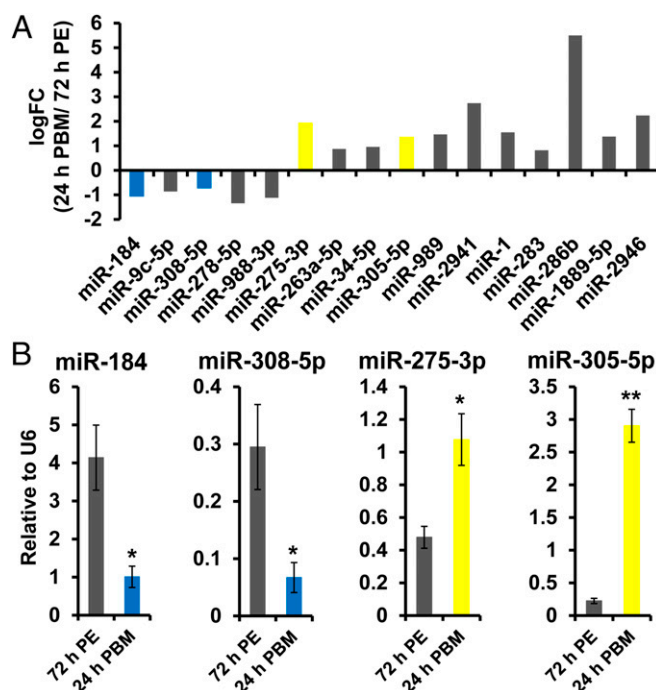 A
logFC
(24 h PBM/ 72 h PE)
6
5
4
3
2
1
0
-1
-2
miR-184
miR-9c-5p
miR-308-5p
miR-278-5p
miR-988-3p
miR-275-3p
miR-263a-5p
miR-34-5p
miR-305-5p
miR-989
miR-2941
miR-1
miR-283
miR-286b
miR-1889-5p
miR-2946
B
miR-184
miR-308-5p
miR-275-3p
miR-305-5p
Relative to U6
6
5
4
3
2
1
0
*
72 h PE
24 h PBM
0.4
0.3
0.2
0.1
0
*
72 h PE
24 h PBM
1.4
1.2
1
0.8
0.6
0.4
0.2
0
*
72 h PE
24 h PBM
3.5
3
2.5
2
1.5
1
0.5
0
**
72 h PE
24 h PBM